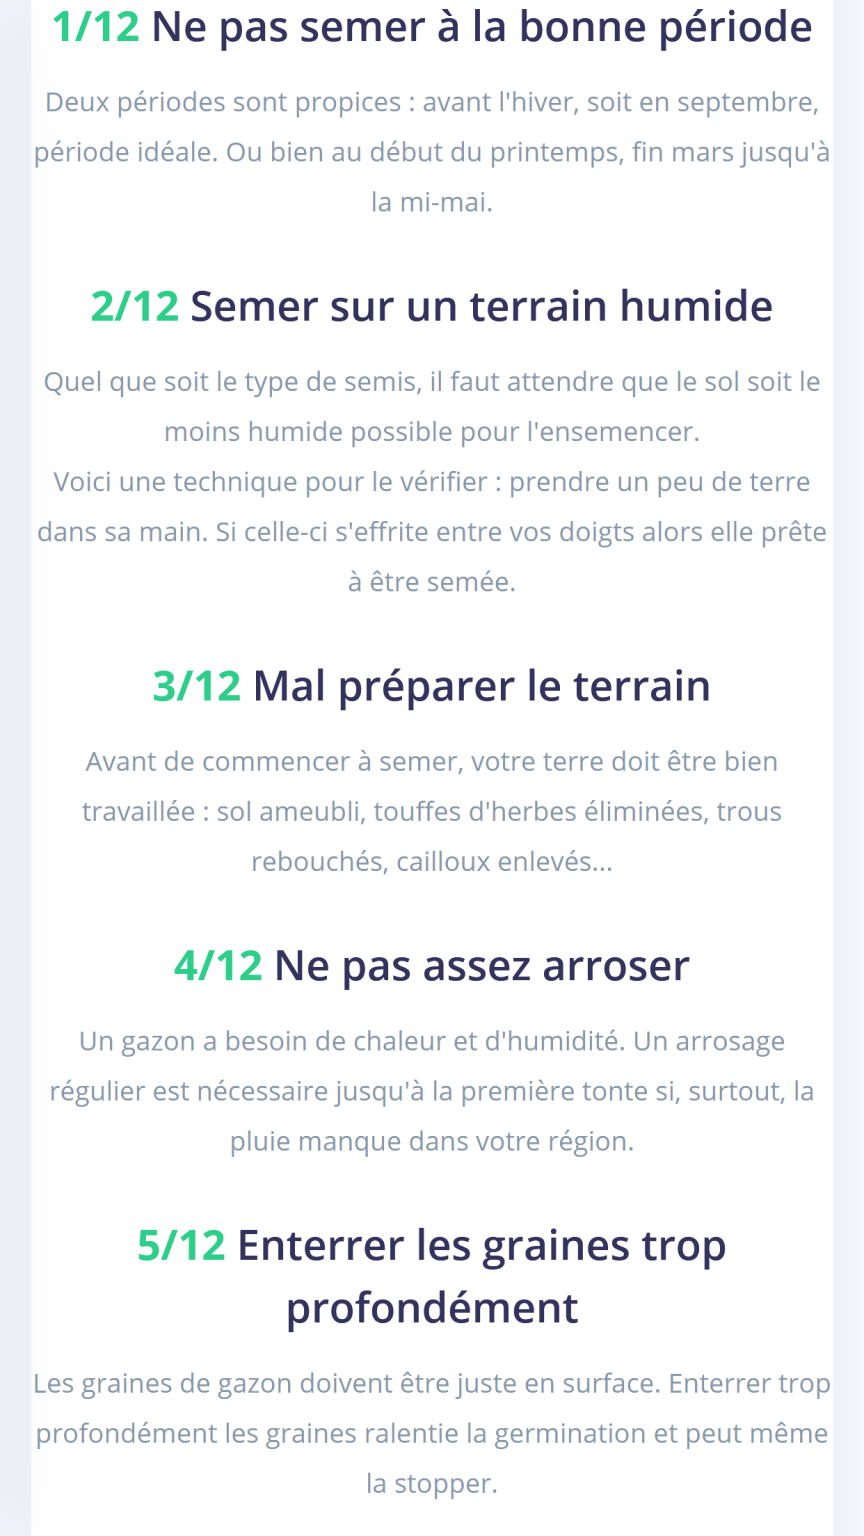 1/12 Ne pas semer à la bonne période
Deux périodes sont propices : avant l'hiver, soit en septembre,
période idéale. Ou bien au début du printemps, fin mars jusqu'à
la mi-mai.
2/12 Semer sur un terrain humide
Quel que soit le type de semis, il faut attendre que le sol soit le
moins humide possible pour l'ensemencer.
Voici une technique pour le vérifier : prendre un peu de terre
dans sa main. Si celle-ci s'effrite entre vos doigts alors elle prête
à être semée.
3/12 Mal préparer le terrain
Avant de commencer à semer, votre terre doit être bien
travaillée : sol ameubli, touffes d'herbes éliminées, trous
rebouchés, cailloux enlevés...
4/12 Ne pas assez arroser
Un gazon a besoin de chaleur et d'humidité. Un arrosage
régulier est nécessaire jusqu'à la première tonte si, surtout, la
pluie manque dans votre région.
5/12 Enterrer les graines trop
profondément
Les graines de gazon doivent être juste en surface. Enterrer trop
profondément les graines ralentie la germination et peut même
la stopper.